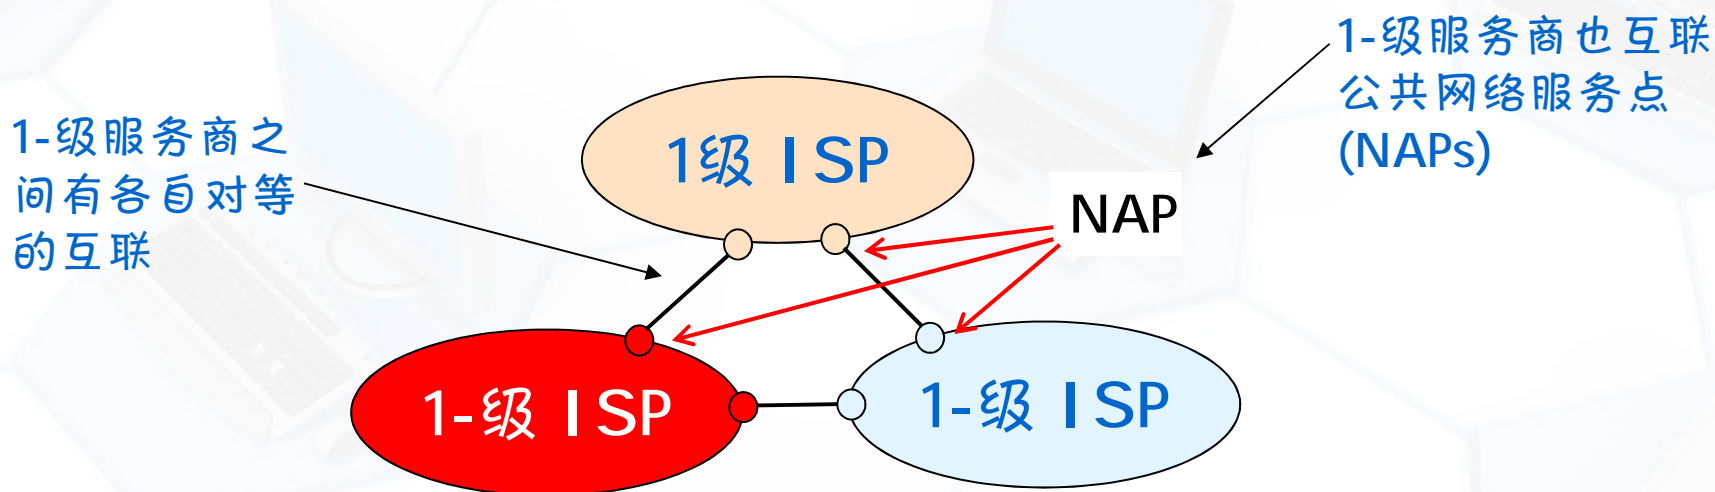 1-级服务商也互联
公共网络服务点
(NAPs)
1-级服务商之
间有各自对等
的互联
1级 ISP
NAP
1-级 ISP
1-级 ISP